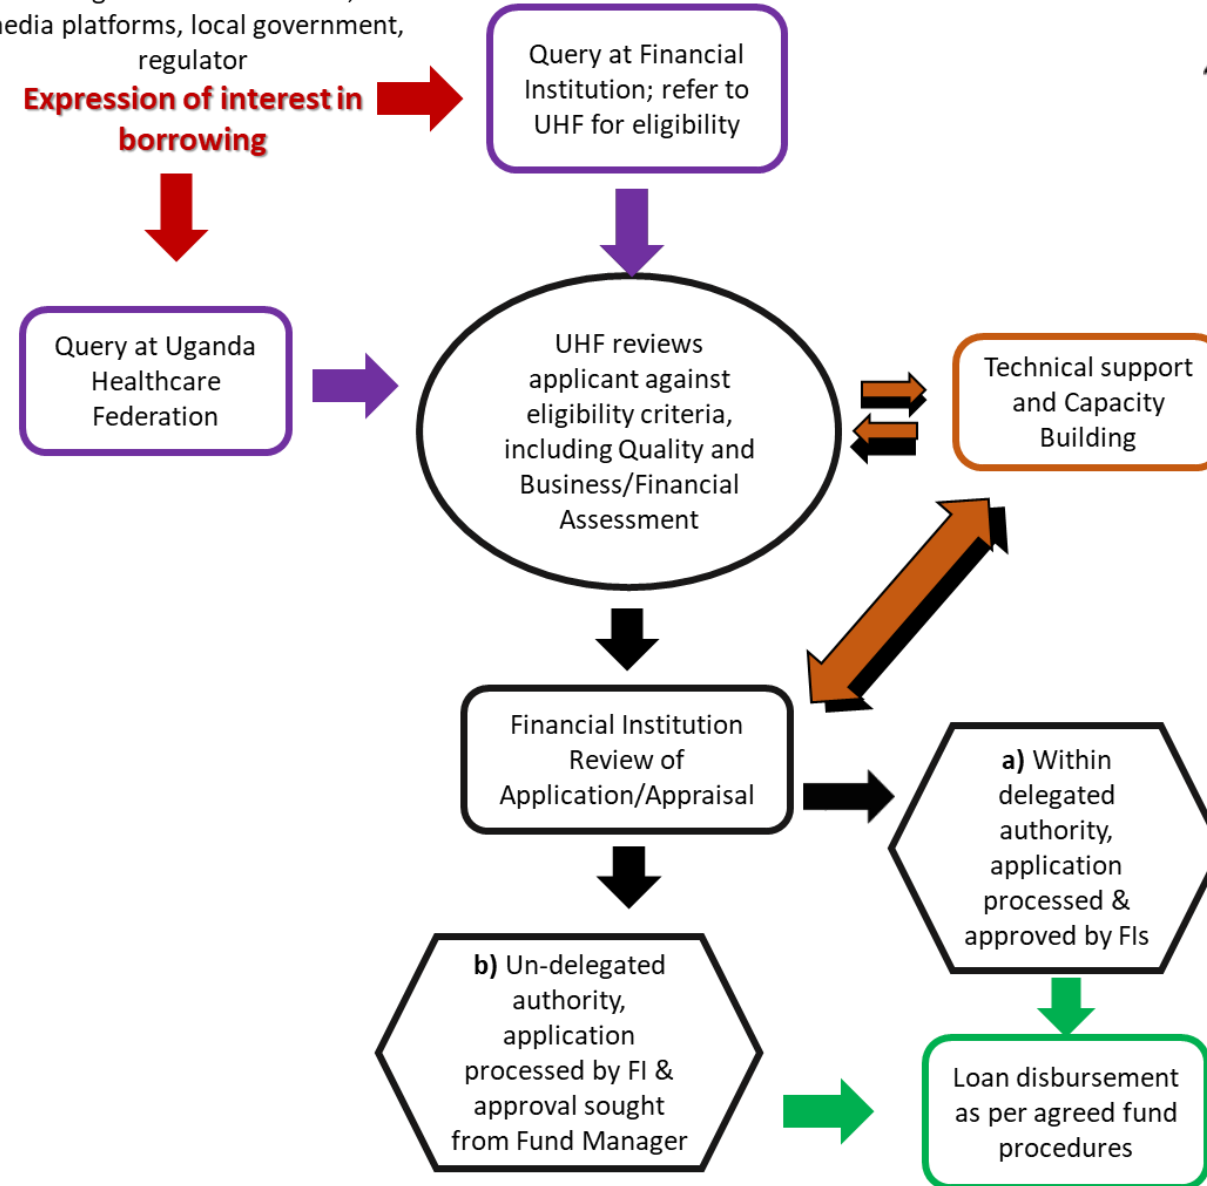 media platforms, local government,
regulator
Expression of interest in
borrowing
Query at Financial
Institution; refer to
UHF for eligibility
Query at Uganda
Healthcare
Federation
UHF reviews
applicant against
eligibility criteria,
including Quality and
Business/Financial
Assessment
Technical support
and Capacity
Building
Financial Institution
Review of
Application/Appraisal
a) Within
delegated
authority,
application
processed &
approved by FIs
b) Un-delegated
authority,
application
processed by FI &
approval sought
from Fund Manager
Loan disbursement
as per agreed fund
procedures